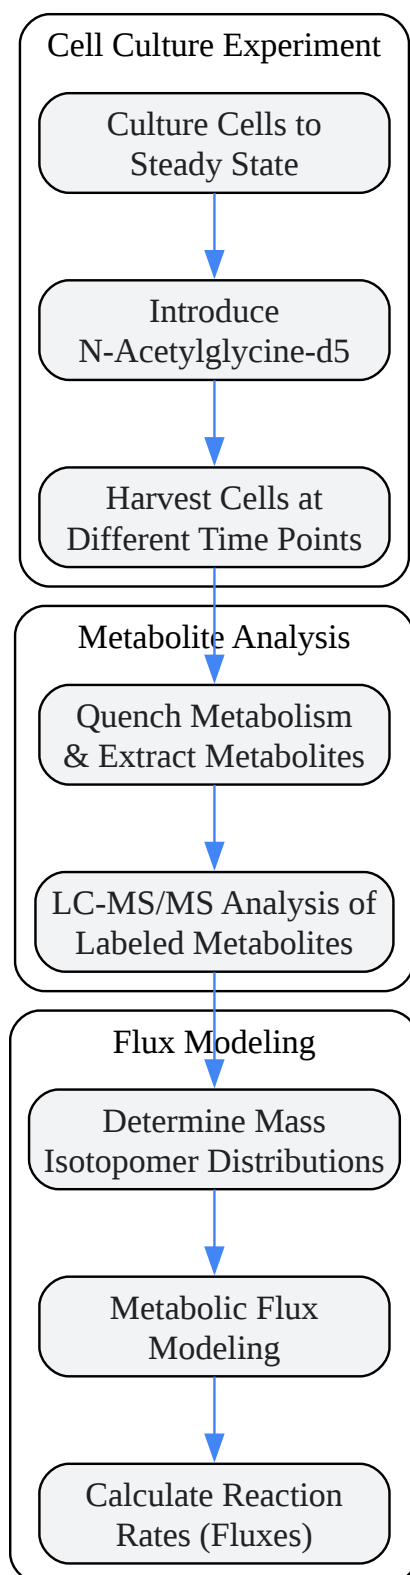 Cell Culture Experiment
Culture Cells to
Steady State
Introduce
N-Acetylglycine-d5
Harvest Cells at
Different Time Points
Metabolite Analysis
Quench Metabolism
& Extract Metabolites
LC-MS/MS Analysis of
Labeled Metabolites
Flux Modeling
Determine Mass
Isotopomer Distributions
Metabolic Flux
Modeling
Calculate Reaction
Rates (Fluxes)